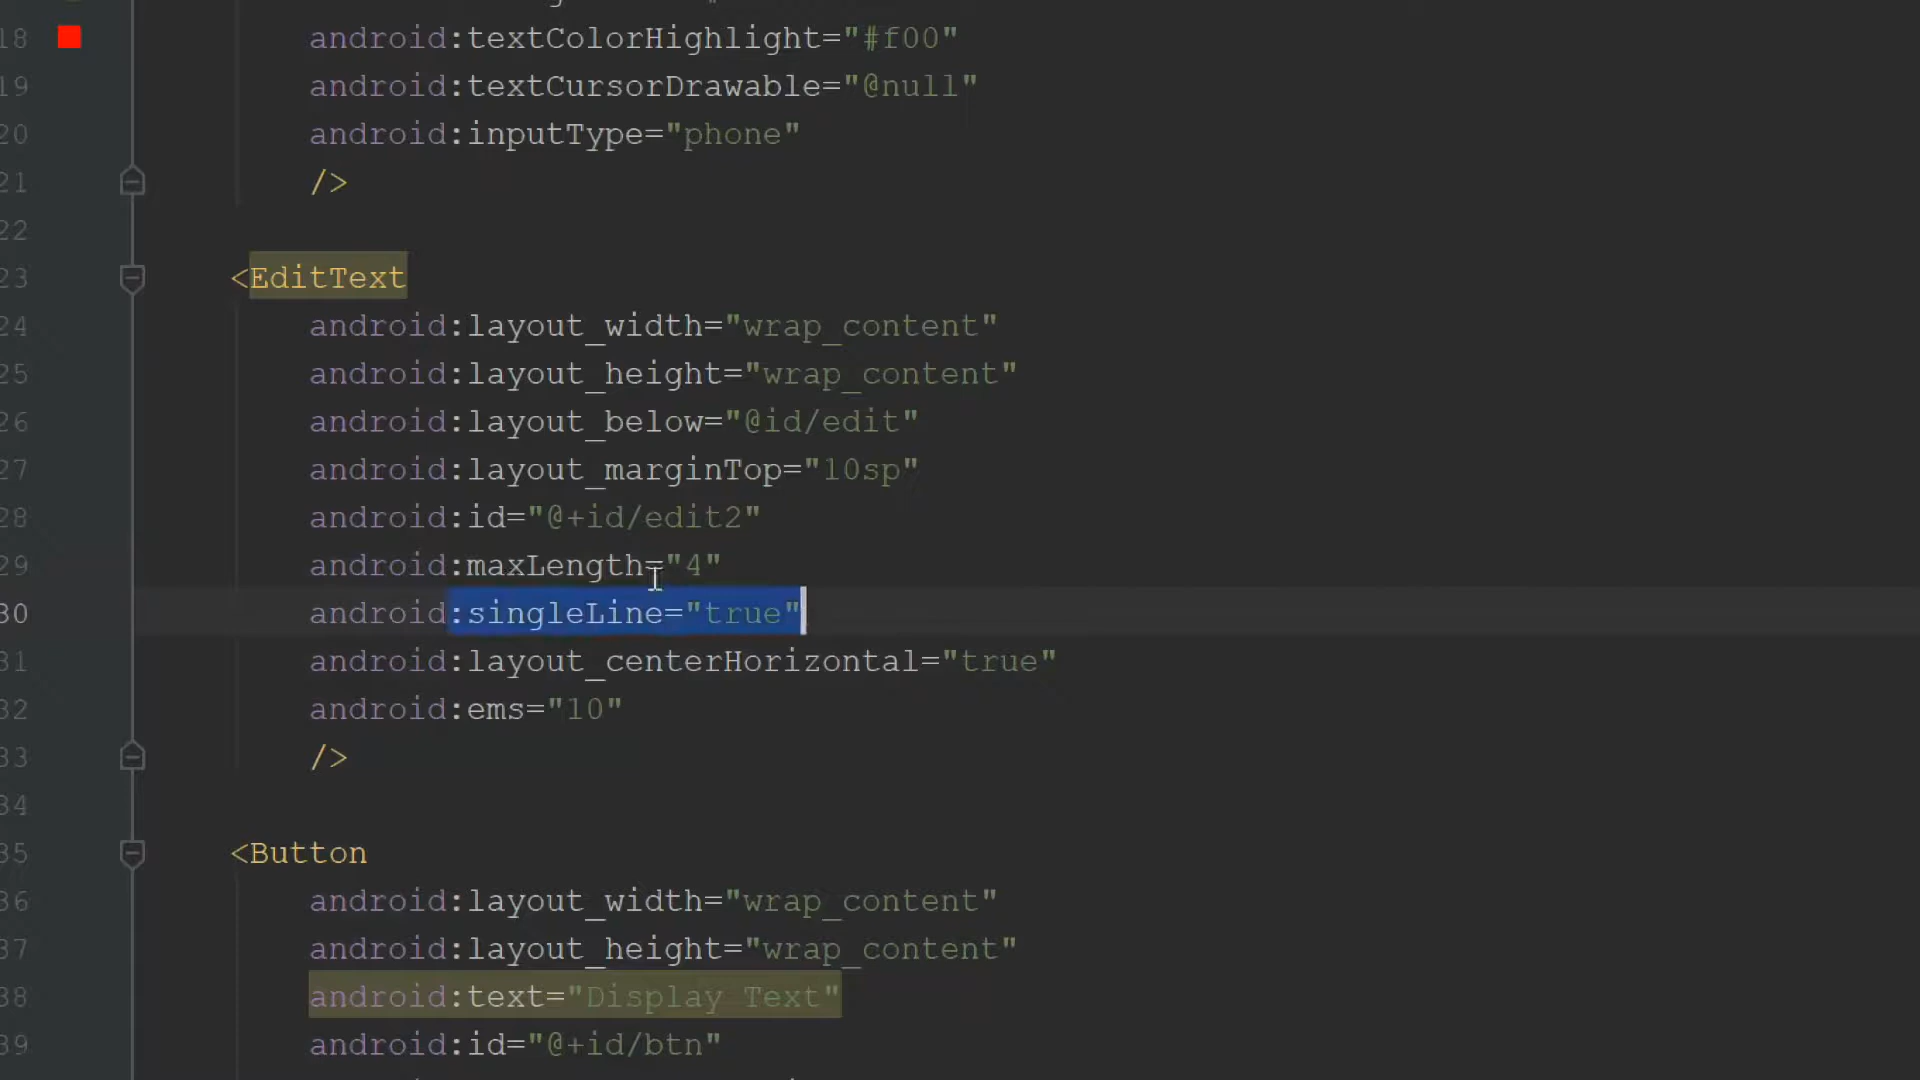 18 android:textColorHighlight="#f00"
19 android:textCursorDrawable="@null"
20 android:inputType="phone"
21 />
22
23 <EditText
24 android:layout_width="wrap_content"
25 android:layout_height="wrap_content"
26 android:layout_below="@id/edit"
27 android:layout_marginTop="10sp"
28 android:id="@+id/edit2"
29 android:maxLength="4"
30 android:singleLine="true"
31 android:layout_centerHorizontal="true"
32 android:ems="10"
33 />
34
35 <Button
36 android:layout_width="wrap_content"
37 android:layout_height="wrap_content"
38 android:text="Display Text"
39 android:id="@+id/btn"